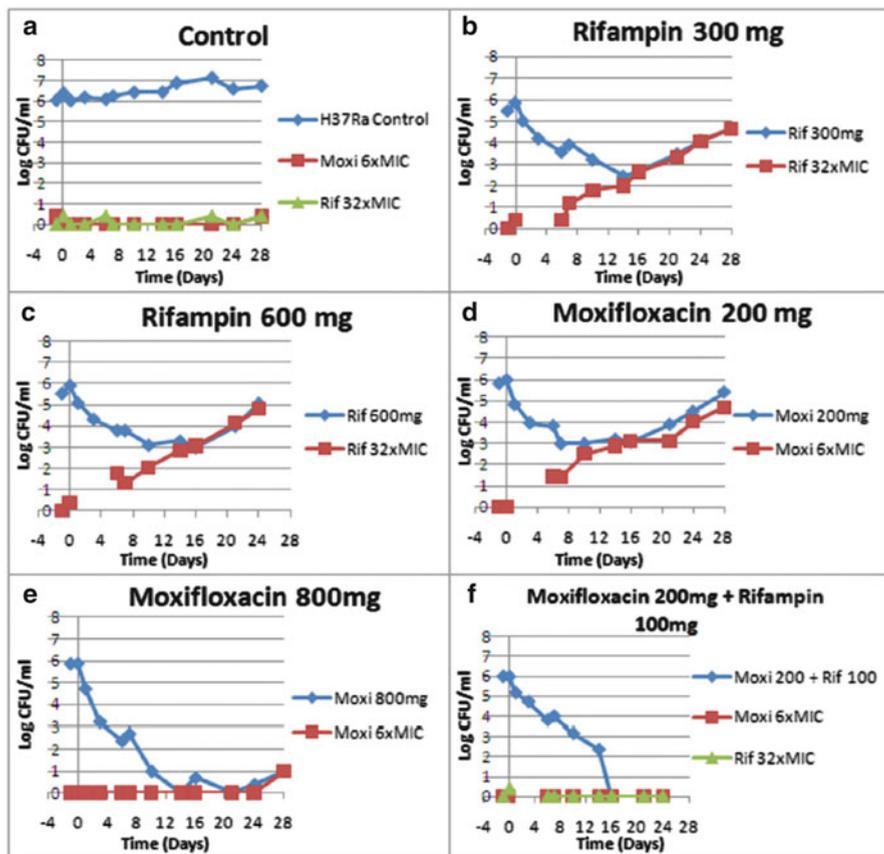 a
Control
Log CFU/ml
8
7
6
5
4
3
2
1
0
-4 0 4 8 12 16 20 24 28
Time (Days)
H37Ra Control
Moxi 6xMIC
Rif 32xMIC
b
Rifampin 300 mg
Log CFU/ml
8
7
6
5
4
3
2
1
0
-4 0 4 8 12 16 20 24 28
Time (Days)
Rif 300mg
Rif 32xMIC
c
Rifampin 600 mg
Log CFU/ml
8
7
6
5
4
3
2
1
0
-4 0 4 8 12 16 20 24 28
Time (Days)
Rif 600mg
Rif 32xMIC
d
Moxifloxacin 200 mg
Log CFU/ml
8
7
6
5
4
3
2
1
0
-4 0 4 8 12 16 20 24 28
Time (Days)
Moxi 200mg
Moxi 6xMIC
e
Moxifloxacin 800mg
Log CFU/ml
8
7
6
5
4
3
2
1
0
-4 0 4 8 12 16 20 24 28
Time (Days)
Moxi 800mg
Moxi 6xMIC
f
Moxifloxacin 200mg + Rifampin
100mg
Log CFU/ml
8
7
6
5
4
3
2
1
0
-4 0 4 8 12 16 20 24 28
Time (Days)
Moxi 200 + Rif 100
Moxi 6xMIC
Rif 32xMIC